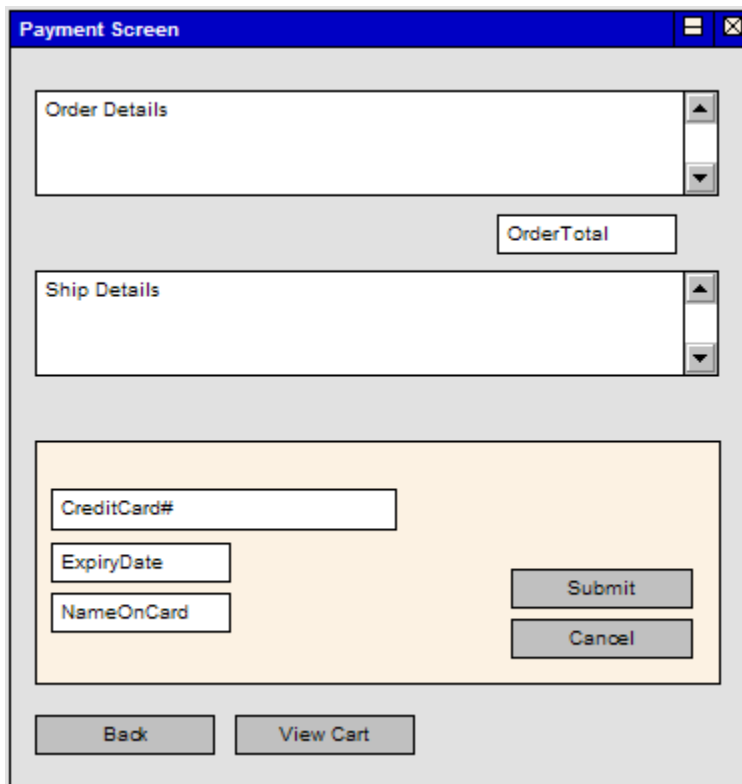 Payment Screen
Order Details
OrderTotal
Ship Details
CreditCard#
ExpiryDate
NameOnCard
Submit
Cancel
Back
View Cart